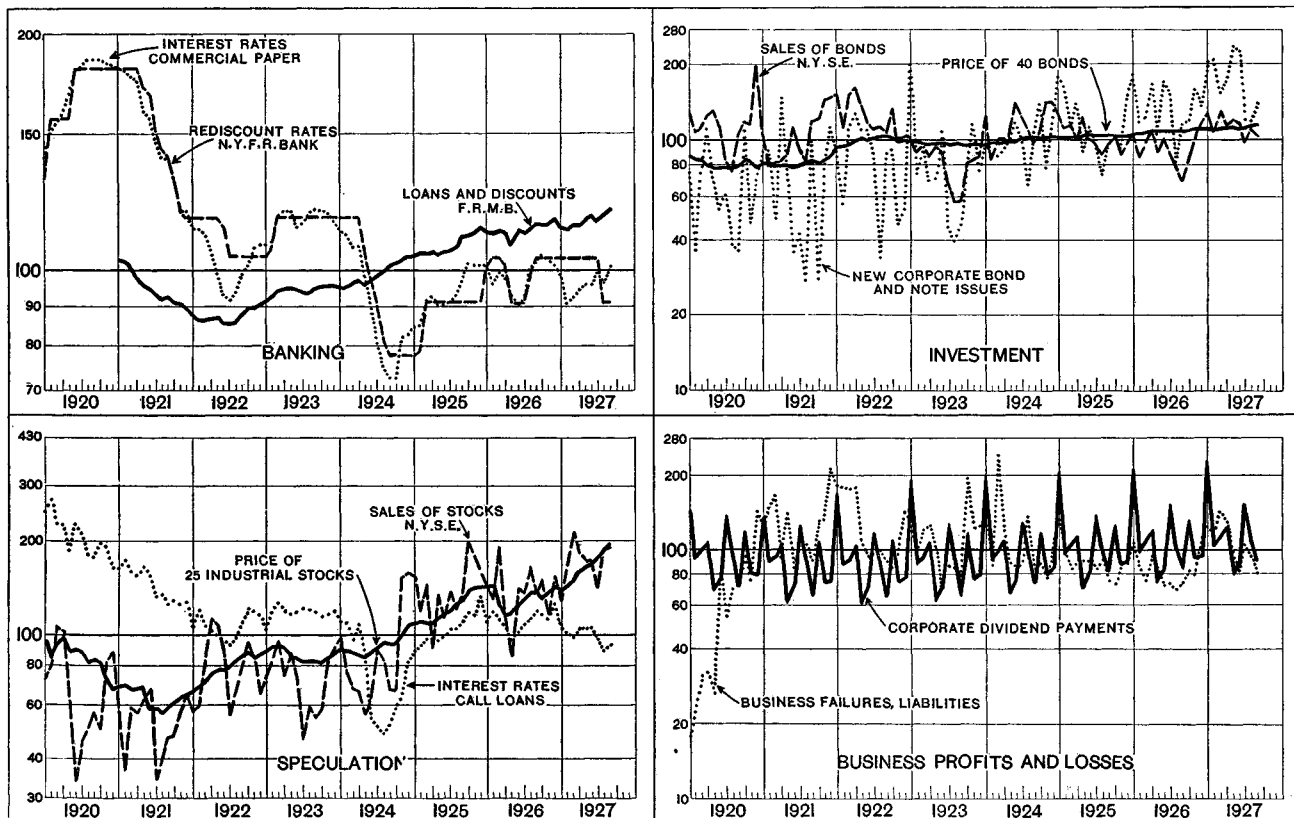 200
150
100
90
80
70
INTEREST RATES
COMMERCIAL PAPER
REDISCOUNT RATES
N.Y.F.R. BANK
LOANS AND DISCOUNTS
F.R.M.B.
BANKING
1920 1921 1922 1923 1924 1925 1926 1927
280
200
100
80
60
40
20
10
SALES OF BONDS
N.Y.S.E.
PRICE OF 40 BONDS
NEW CORPORATE BOND
AND NOTE ISSUES
INVESTMENT
1920 1921 1922 1923 1924 1925 1926 1927
430
300
200
100
80
60
40
30
SALES OF STOCKS
N.Y.S.E.
PRICE OF
25 INDUSTRIAL STOCKS
INTEREST RATES
CALL LOANS
SPECULATION
1920 1921 1922 1923 1924 1925 1926 1927
280
200
100
80
60
40
20
10
CORPORATE DIVIDEND PAYMENTS
BUSINESS FAILURES, LIABILITIES
BUSINESS PROFITS AND LOSSES
1920 1921 1922 1923 1924 1925 1926 1927